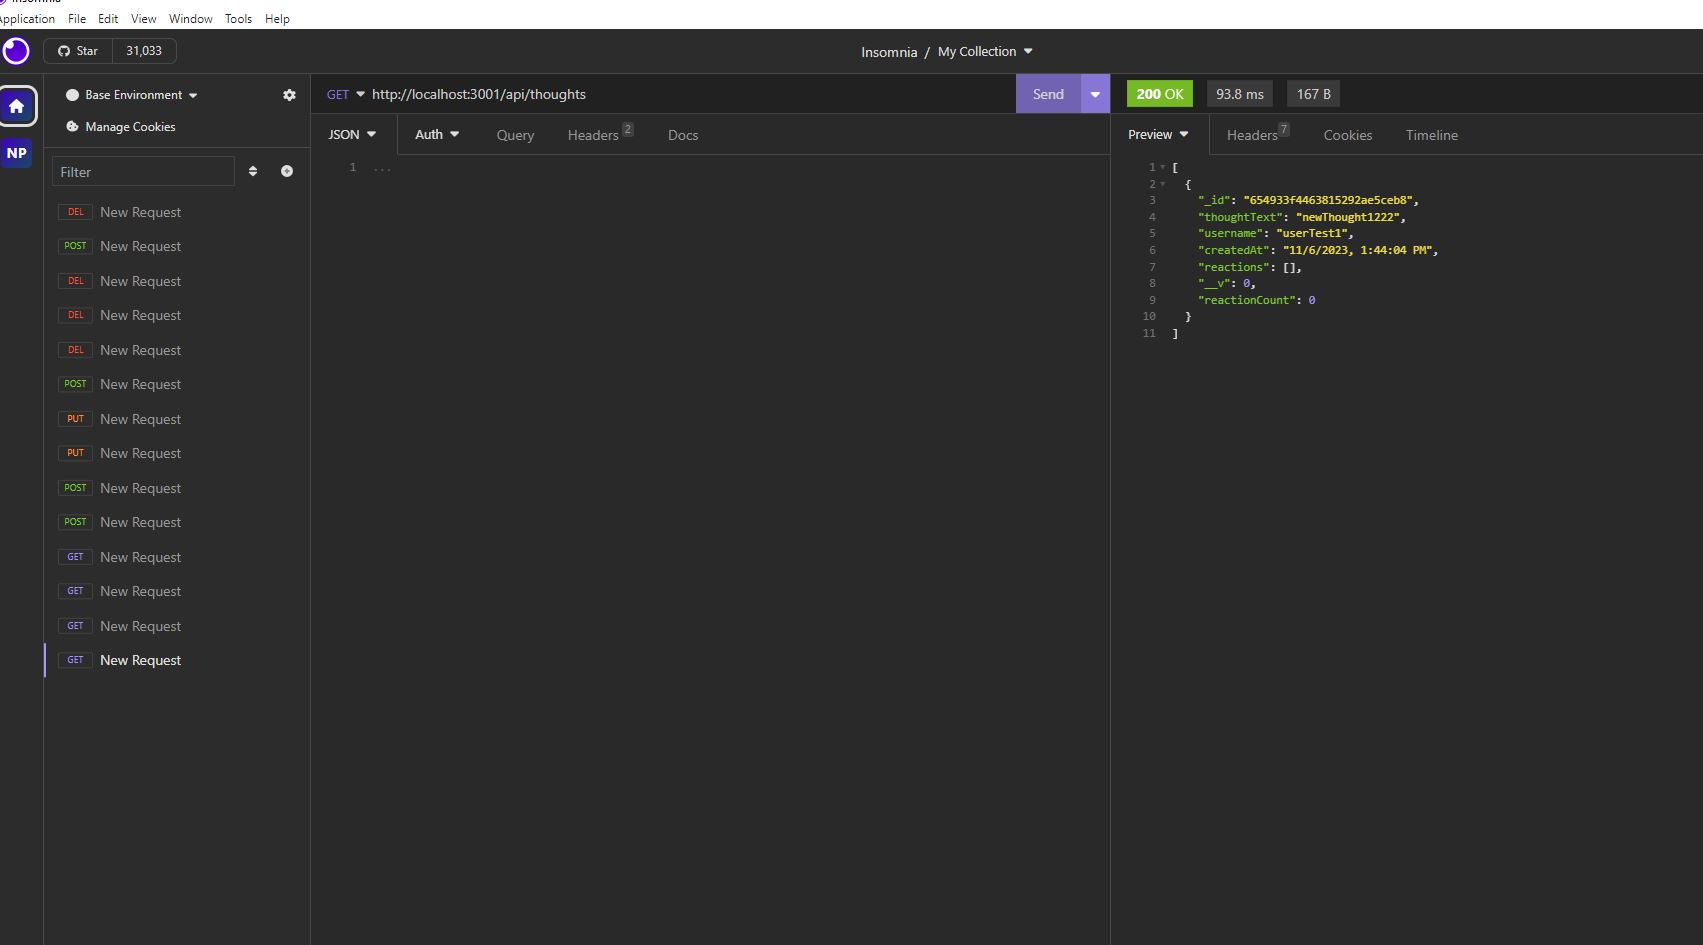 Insomnia
Application File Edit View Window Tools Help
Star 31,033
Insomnia / My Collection
Base Environment
Manage Cookies
NP
Filter
DEL New Request
POST New Request
DEL New Request
DEL New Request
DEL New Request
POST New Request
PUT New Request
PUT New Request
POST New Request
POST New Request
GET New Request
GET New Request
GET New Request
GET New Request
GET http://localhost:3001/api/thoughts Send
JSON Auth Query Headers 2 Docs
1 ...
200 OK 93.8 ms 167 B
Preview Headers 7 Cookies Timeline
1 [
2 {
3 "_id": "654933f4463815292ae5ceb8",
4 "thoughtText": "newThought1222",
5 "username": "userTest1",
6 "createdAt": "11/6/2023, 1:44:04 PM",
7 "reactions": [],
8 "__v": 0,
9 "reactionCount": 0
10 }
11 ]